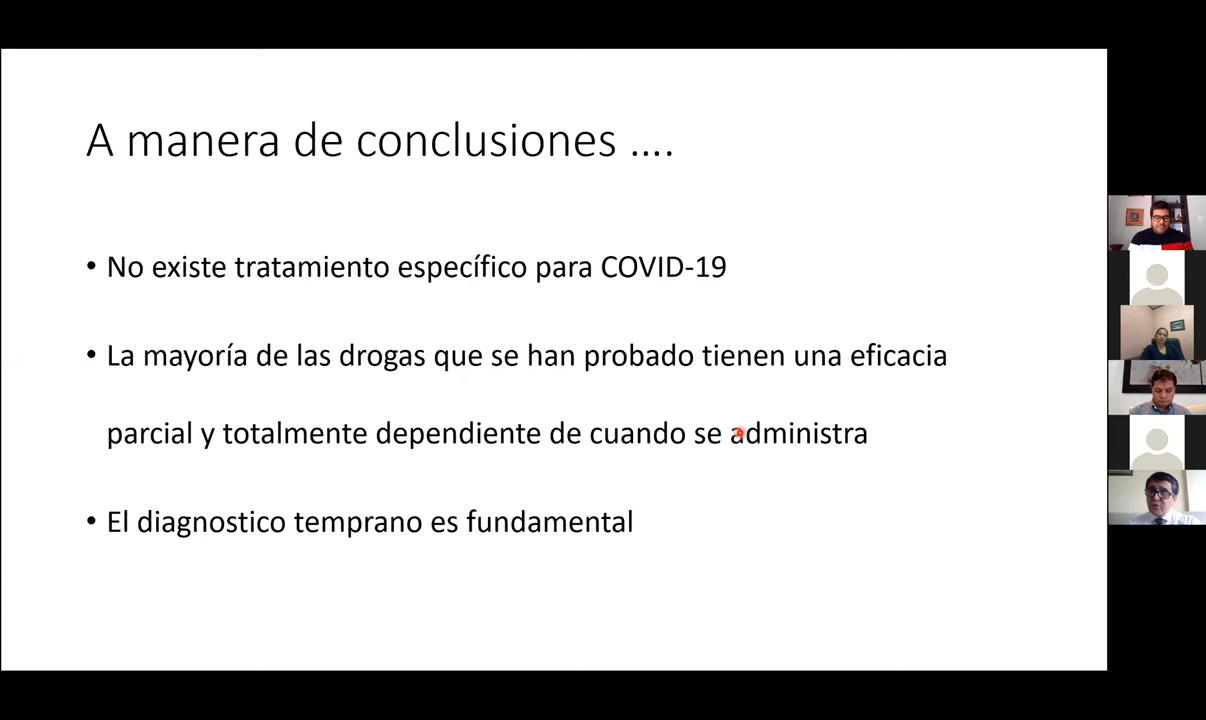 A manera de conclusiones ....
• No existe tratamiento específico para COVID-19
• La mayoría de las drogas que se han probado tienen una eficacia
parcial y totalmente dependiente de cuando se administra
• El diagnostico temprano es fundamental